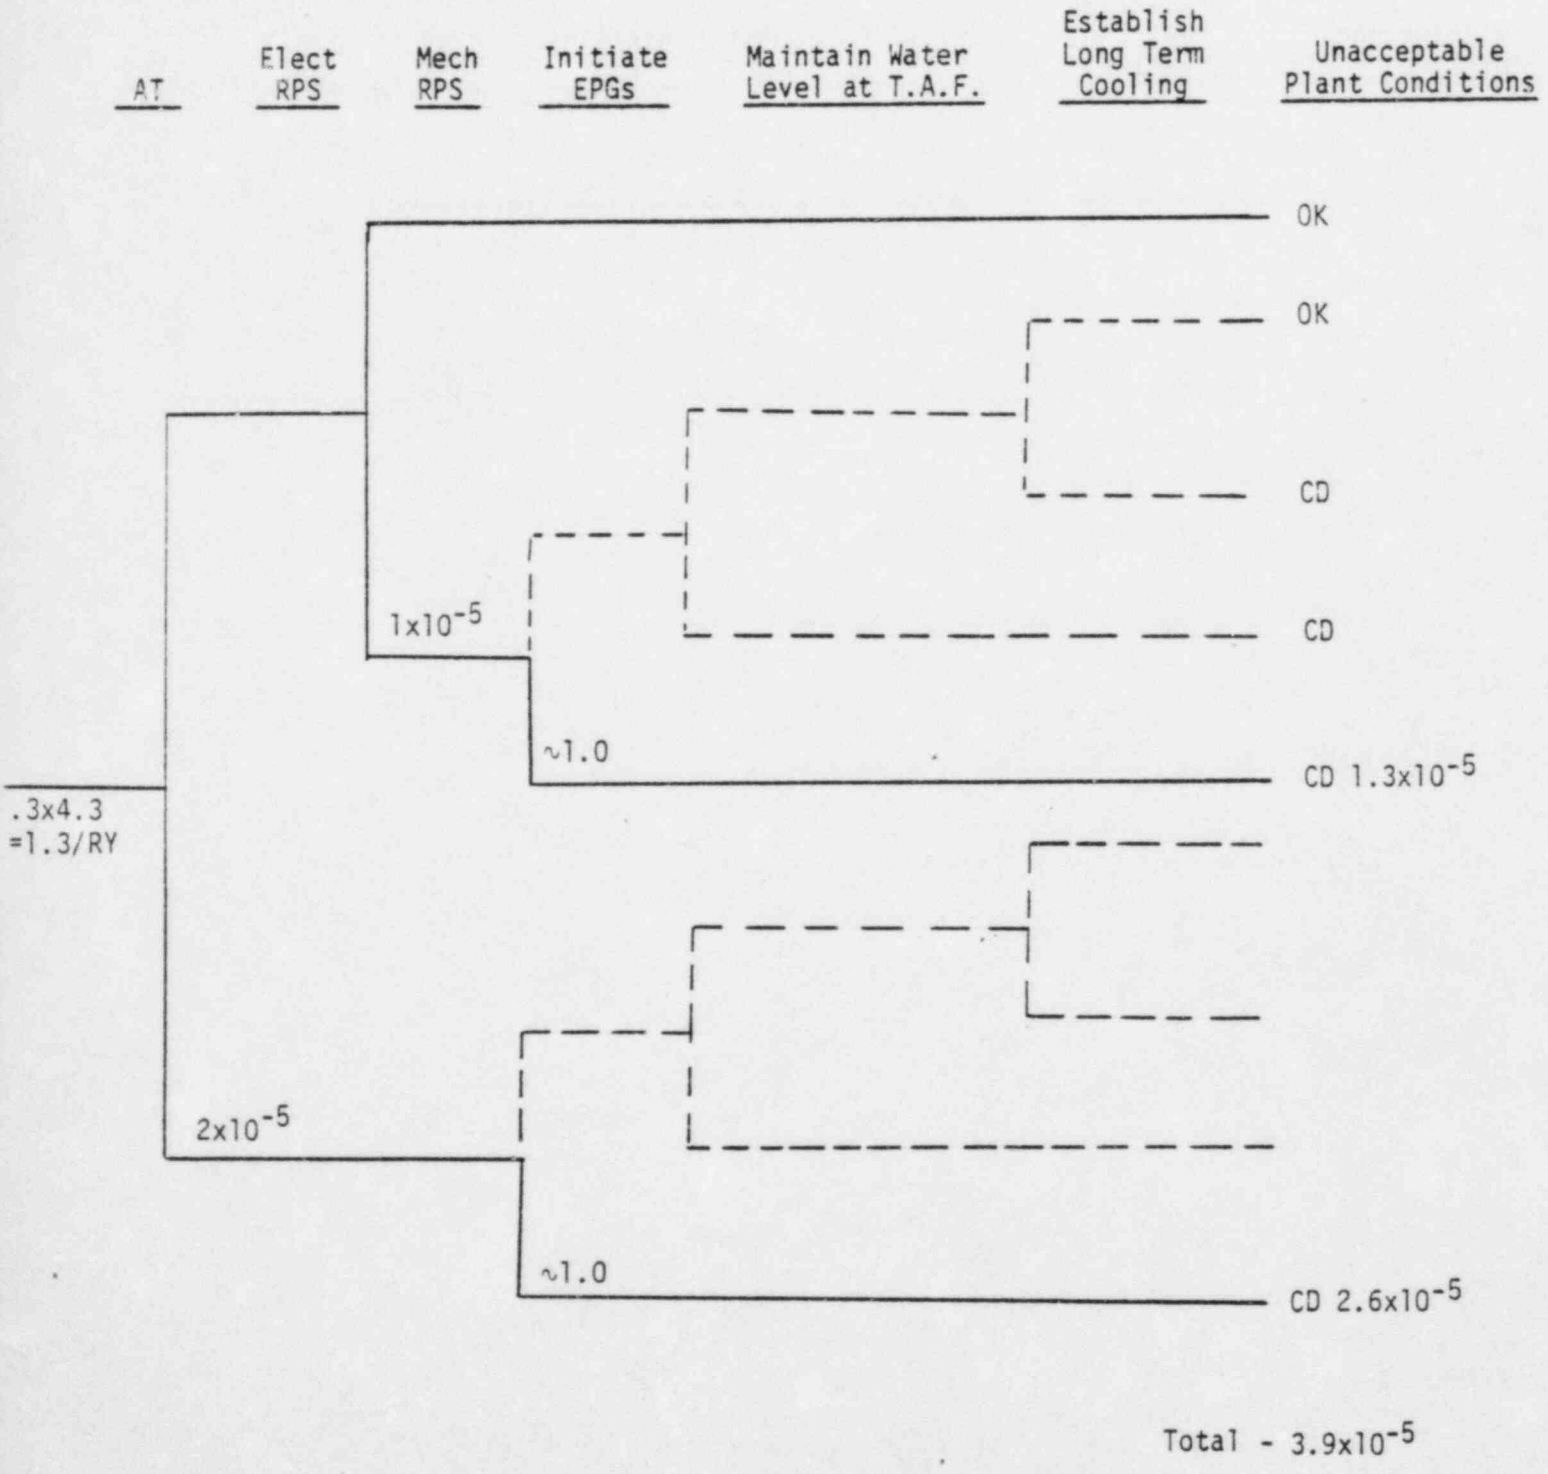 AT
Elect
RPS
Mech
RPS
Initiate
EPGs
Maintain Water
Level at T.A.F.
Establish
Long Term
Cooling
Unacceptable
Plant Conditions
OK
OK
CD
CD
1x10⁻⁵
~1.0
CD 1.3x10⁻⁵
.3x4.3
=1.3/RY
2x10⁻⁵
~1.0
CD 2.6x10⁻⁵
Total - 3.9x10⁻⁵